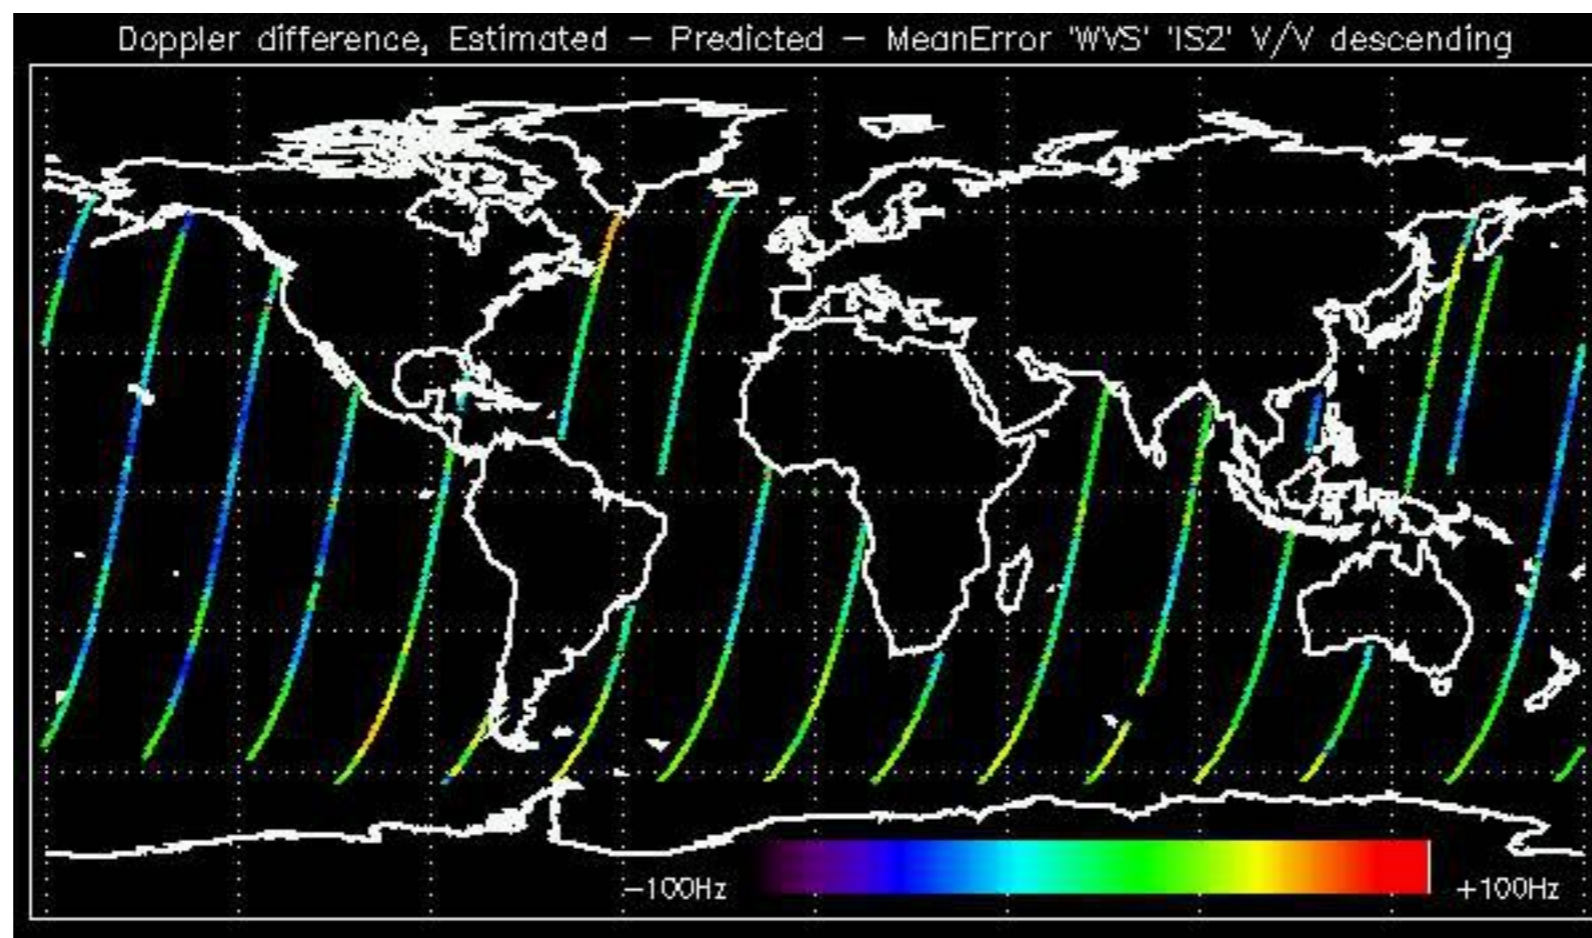 Doppler difference, Estimated – Predicted – MeanError 'WVS' 'IS2' V/V descending
-100Hz +100Hz